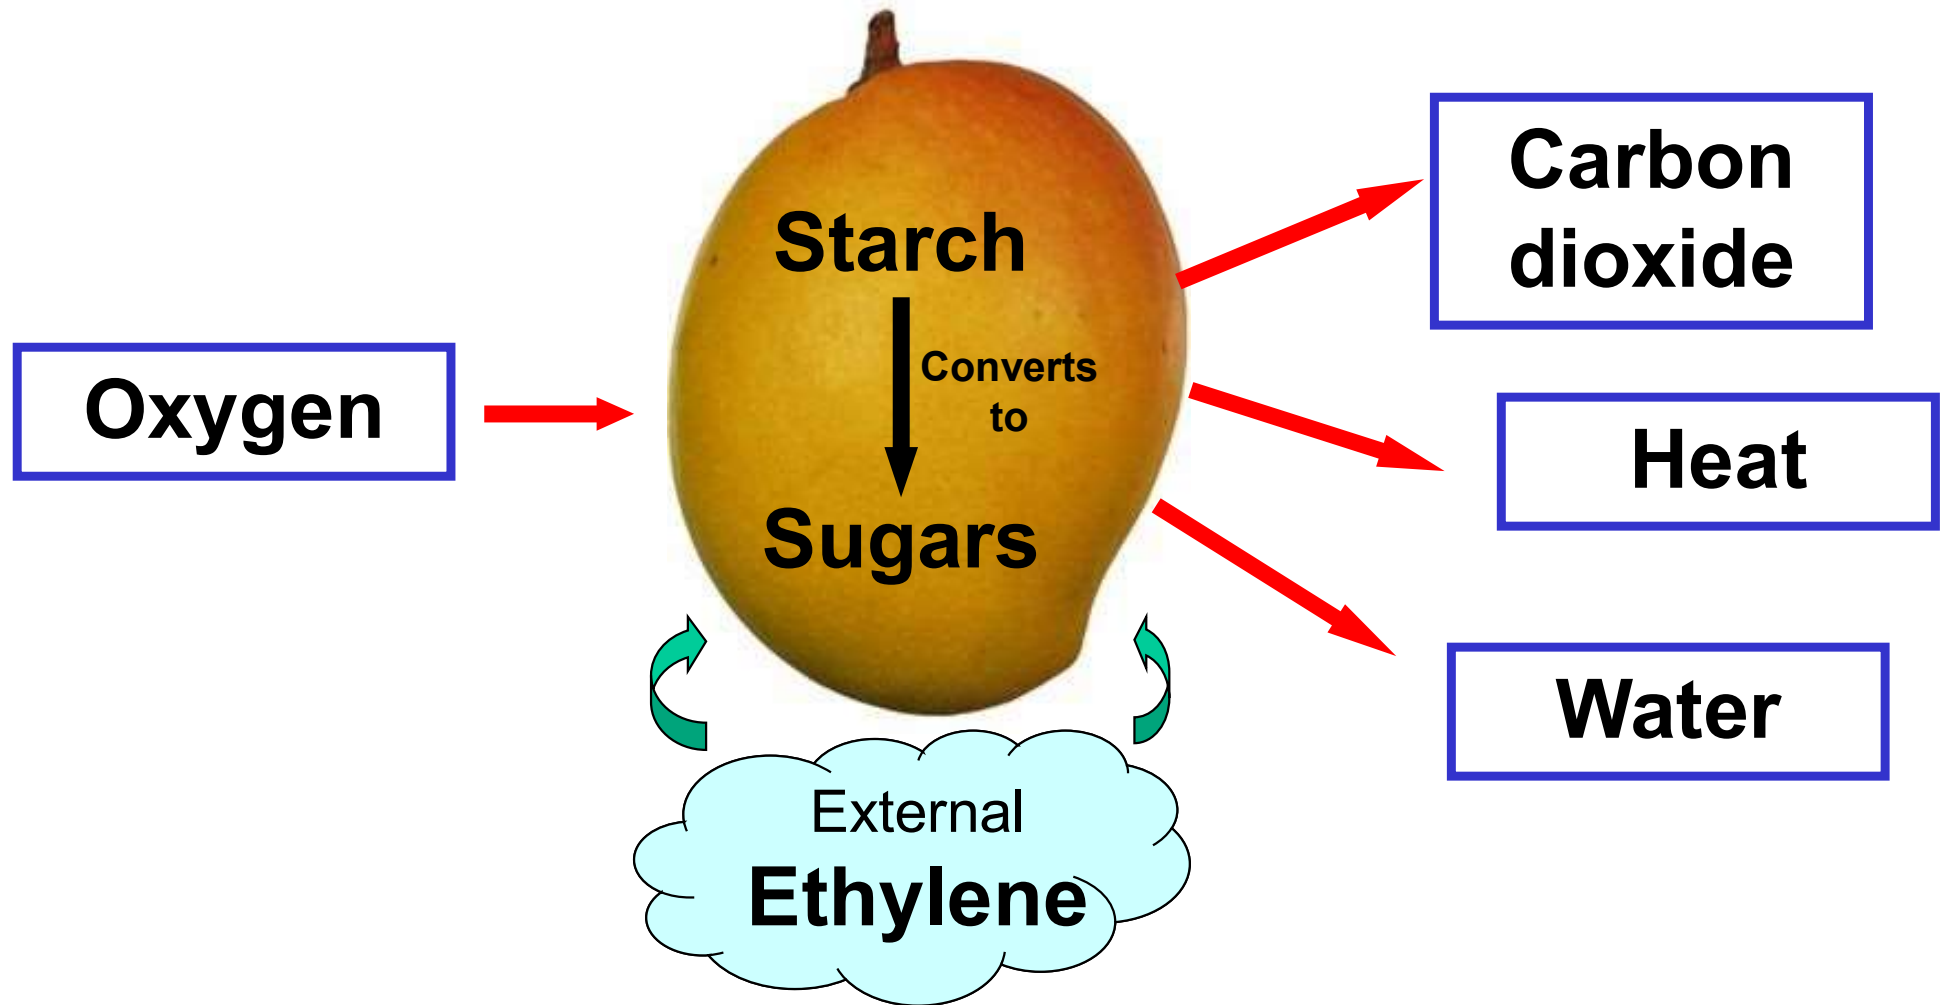 Oxygen
Starch
Converts
to
Sugars
External
Ethylene
Carbon
dioxide
Heat
Water